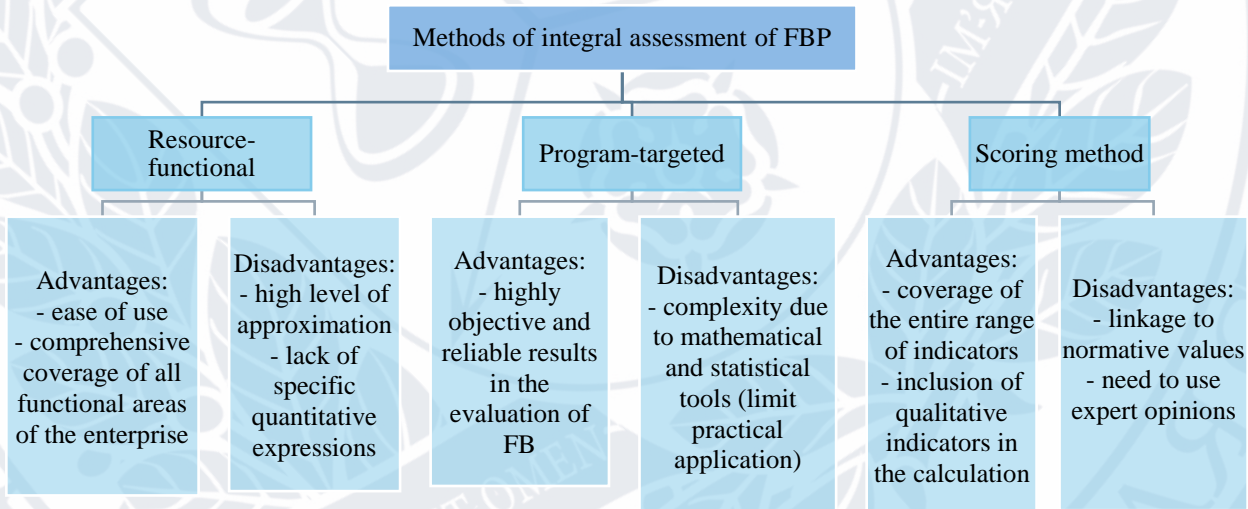 Methods of integral assessment of FBP
Resource-
functional
Program-targeted
Scoring method
Advantages:
- ease of use
- comprehensive
coverage of all
functional areas
of the enterprise
Disadvantages:
- high level of
approximation
- lack of
specific
quantitative
expressions
Advantages:
- highly
objective and
reliable results
in the
evaluation of
FB
Disadvantages:
- complexity due
to mathematical
and statistical
tools (limit
practical
application)
Advantages:
- coverage of
the entire range
of indicators
- inclusion of
qualitative
indicators in
the calculation
Disadvantages:
- linkage to
normative values
- need to use
expert opinions